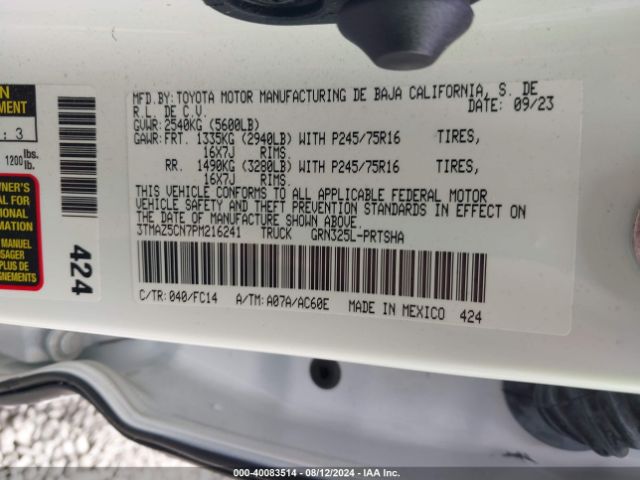 MFD.BY:TOYOTA MOTOR MANUFACTURING DE BAJA CALIFORNIA, S. DE
R.L. DE C.V. DATE: 09/23
GVWR: 2540KG (5600LB)
GAWR: FRT. 1335KG (2940LB) WITH P245/75R16 TIRES,
16X7J RIMS.
RR. 1490KG (3280LB) WITH P245/75R16 TIRES,
16X7J RIMS.
THIS VEHICLE CONFORMS TO ALL APPLICABLE FEDERAL MOTOR
VEHICLE SAFETY AND THEFT PREVENTION STANDARDS IN EFFECT ON
THE DATE OF MANUFACTURE SHOWN ABOVE.
3TMAZ5CN7PM216241 TRUCK GRN325L-PRTSHA
C/TR: 040/FC14 A/TM: A07A/AC60E MADE IN MEXICO 424
: 3
1200 lbs.
lb.
MANUEL
424
000-40083514 - 08/12/2024 - IAA Inc.